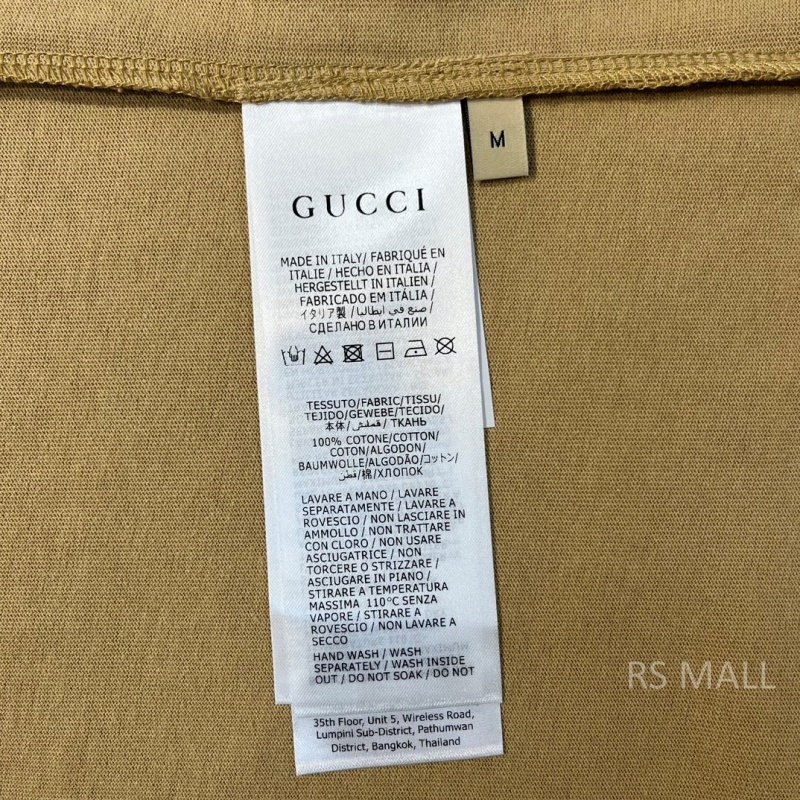 M
GUCCI
MADE IN ITALY/ FABRIQUÉ EN
ITALIE / HECHO EN ITALIA /
HERGESTELLT IN ITALIEN /
FABRICADO EM ITÁLIA /
イタリア製 / صنع في ايطاليا /
СДЕЛАНО В ИТАЛИИ
TESSUTO/FABRIC/TISSU/
TEJIDO/GEWEBE/TECIDO/
本体/ قملش / ТКАНЬ
100% COTONE/COTTON/
COTON/ALGODON/
BAUMWOLLE/ALGODÃO/コットン/
قطن/棉/ХЛОПОК
LAVARE A MANO / LAVARE
SEPARATAMENTE / LAVARE A
ROVESCIO / NON LASCIARE IN
AMMOLLO / NON TRATTARE
CON CLORO / NON USARE
ASCIUGATRICE / NON
TORCERE O STRIZZARE /
ASCIUGARE IN PIANO /
STIRARE A TEMPERATURA
MASSIMA 110°C SENZA
VAPORE / STIRARE A
ROVESCIO / NON LAVARE A
SECCO
HAND WASH / WASH
SEPARATELY / WASH INSIDE
OUT / DO NOT SOAK / DO NOT
35th Floor, Unit 5, Wireless Road,
Lumpini Sub-District, Pathumwan
District, Bangkok, Thailand
RS MALL